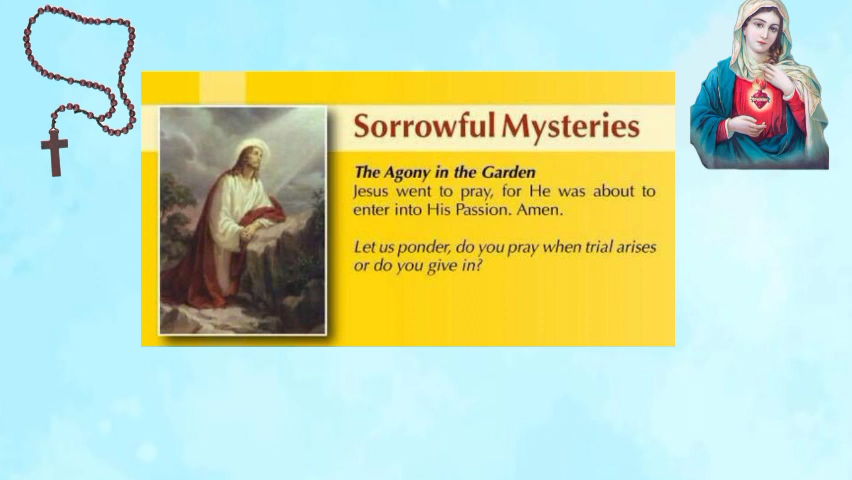 Sorrowful Mysteries
The Agony in the Garden
Jesus went to pray, for He was about to
enter into His Passion. Amen.
Let us ponder, do you pray when trial arises
or do you give in?